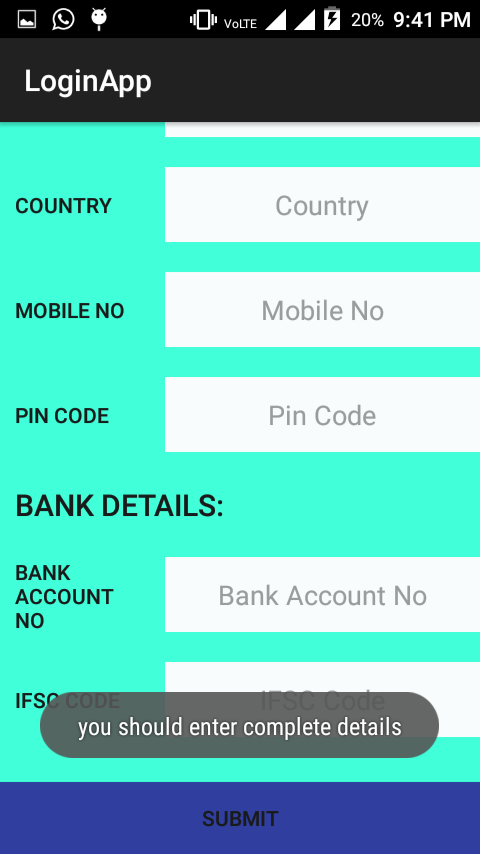 VoLTE 20% 9:41 PM
LoginApp
COUNTRY Country
MOBILE NO Mobile No
PIN CODE Pin Code
BANK DETAILS:
BANK
ACCOUNT
NO
Bank Account No
IFSC CODE IFSC Code
you should enter complete details
SUBMIT